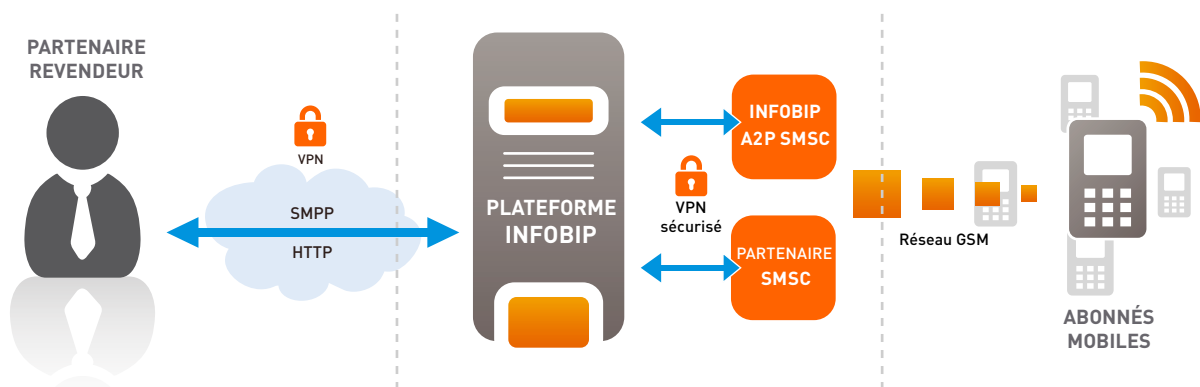 PARTENAIRE
REVENDEUR
VPN
SMPP
HTTP
PLATEFORME
INFOBIP
INFOBIP
A2P SMSC
VPN
sécurisé
PARTENAIRE
SMSC
Réseau GSM
ABONNÉS
MOBILES